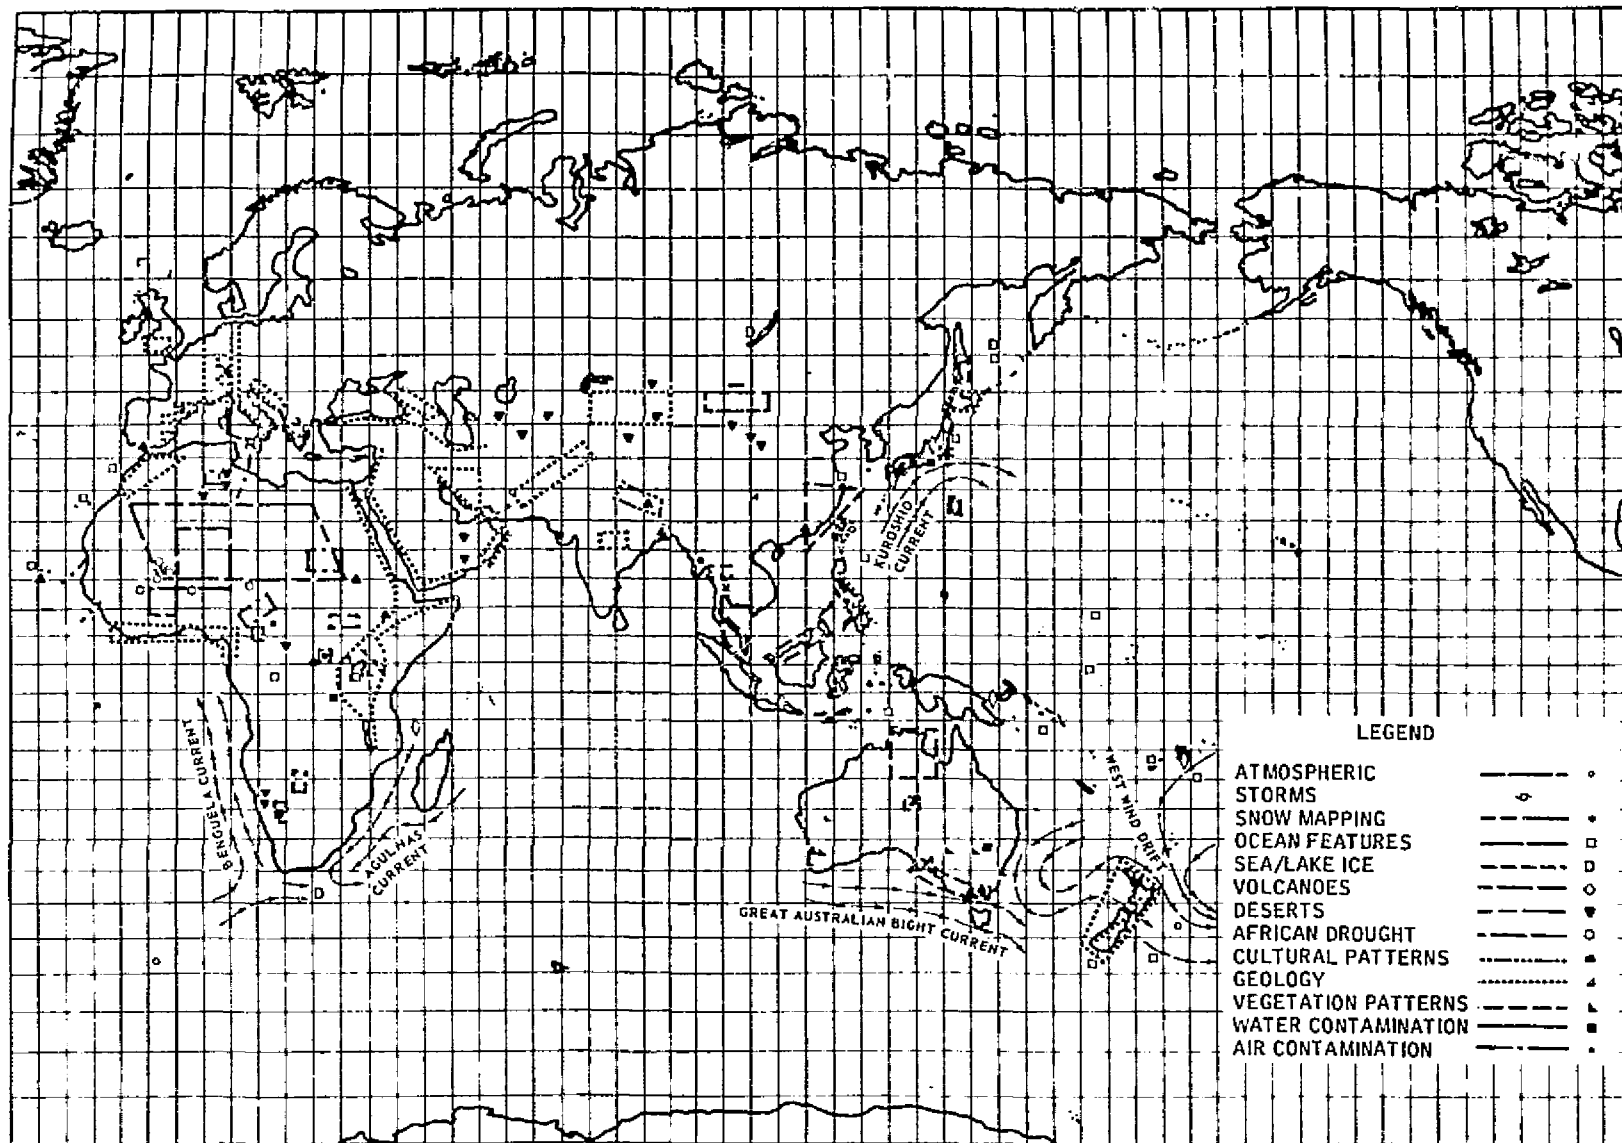 KUROSHIO
CURRENT
BENGUELA CURRENT
AGULHAS
CURRENT
GREAT AUSTRALIAN BIGHT CURRENT
WEST WIND DRIFT
LEGEND
ATMOSPHERIC
STORMS
SNOW MAPPING
OCEAN FEATURES
SEA/LAKE ICE
VOLCANOES
DESERTS
AFRICAN DROUGHT
CULTURAL PATTERNS
GEOLOGY
VEGETATION PATTERNS
WATER CONTAMINATION
AIR CONTAMINATION